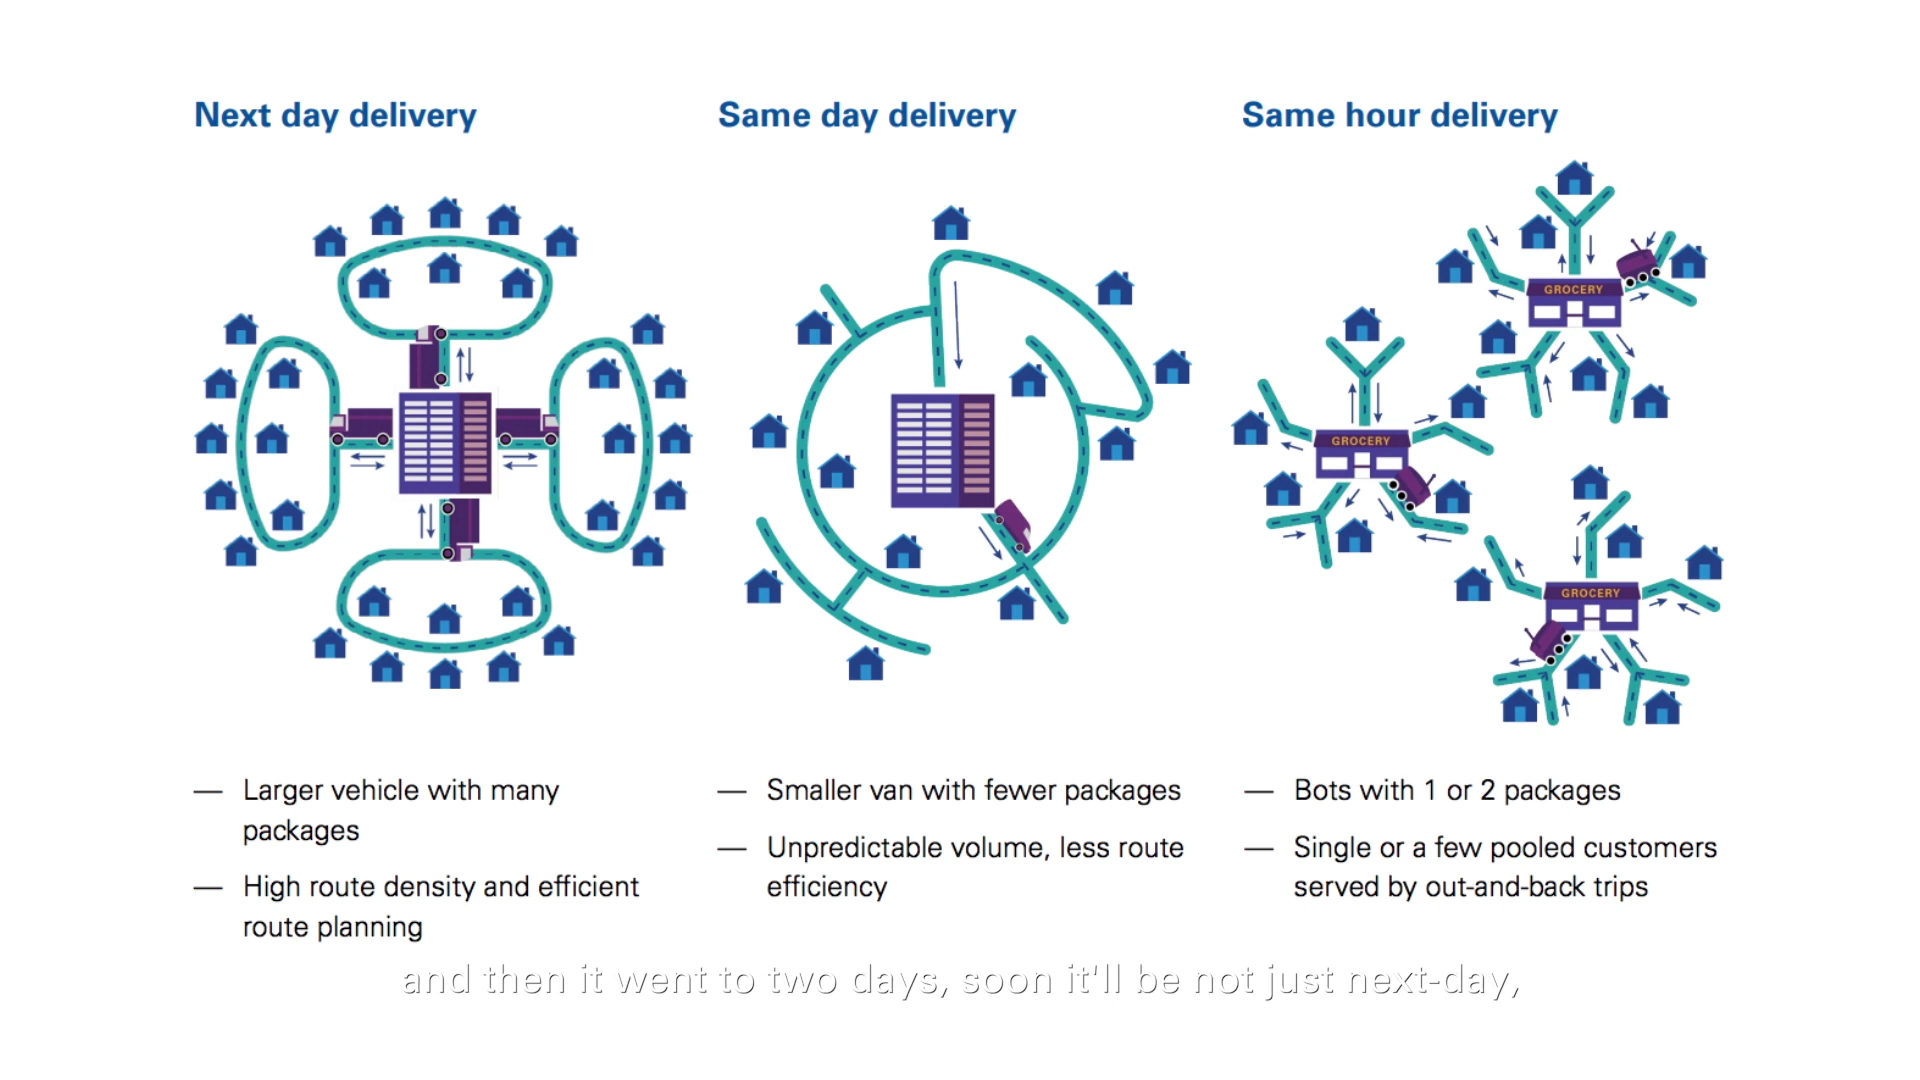 Next day delivery
Same day delivery
Same hour delivery
GROCERY
GROCERY
GROCERY
— Larger vehicle with many
packages
— High route density and efficient
route planning
— Smaller van with fewer packages
— Unpredictable volume, less route
efficiency
— Bots with 1 or 2 packages
— Single or a few pooled customers
served by out-and-back trips
and then it went to two days, soon it'll be not just next-day,